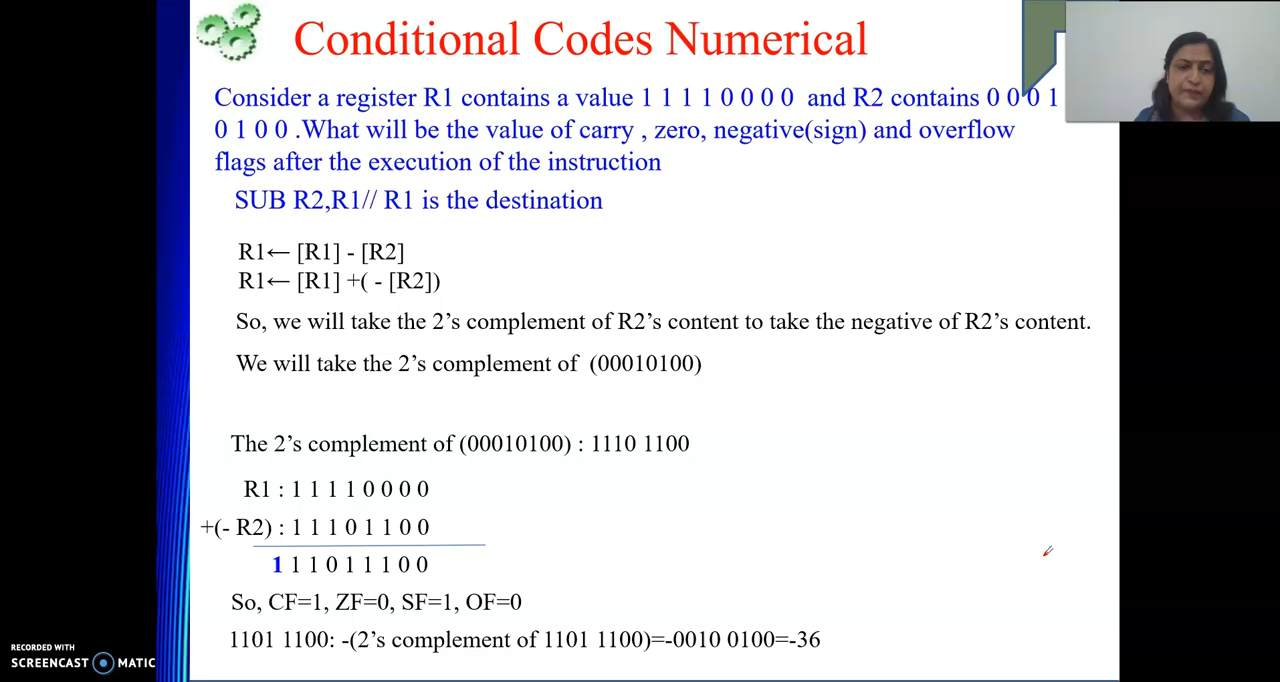 Conditional Codes Numerical
Consider a register R1 contains a value 1 1 1 1 0 0 0 0 and R2 contains 0 0 0 1
0 1 0 0 .What will be the value of carry , zero, negative(sign) and overflow
flags after the execution of the instruction
SUB R2,R1// R1 is the destination
R1← [R1] - [R2]
R1← [R1] +( - [R2])
So, we will take the 2’s complement of R2’s content to take the negative of R2’s content.
We will take the 2’s complement of (00010100)
The 2’s complement of (00010100) : 1110 1100
R1 : 1 1 1 1 0 0 0 0
+(- R2) : 1 1 1 0 1 1 0 0
1 1 1 0 1 1 1 0 0
So, CF=1, ZF=0, SF=1, OF=0
1101 1100: -(2’s complement of 1101 1100)=-0010 0100=-36
RECORDED WITH
SCREENCAST MATIC